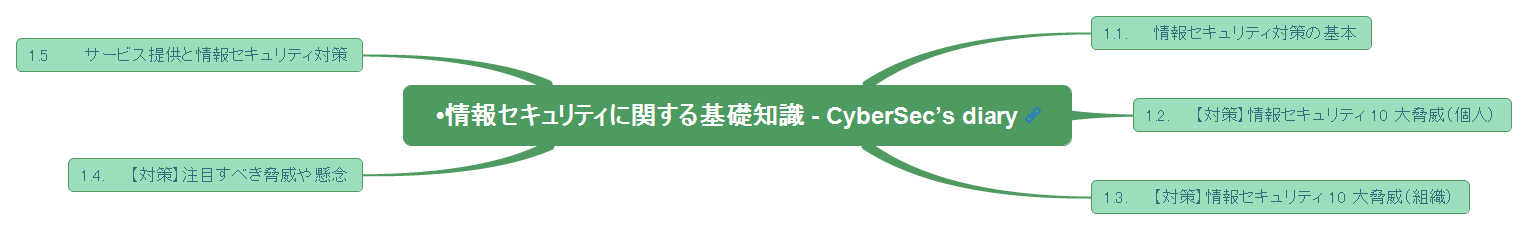 •情報セキュリティに関する基礎知識 - CyberSec’s diary
1.1. 情報セキュリティ対策の基本
1.2. 【対策】情報セキュリティ 10 大脅威（個人）
1.3. 【対策】情報セキュリティ 10 大脅威（組織）
1.4. 【対策】注目すべき脅威や懸念
1.5 サービス提供と情報セキュリティ対策